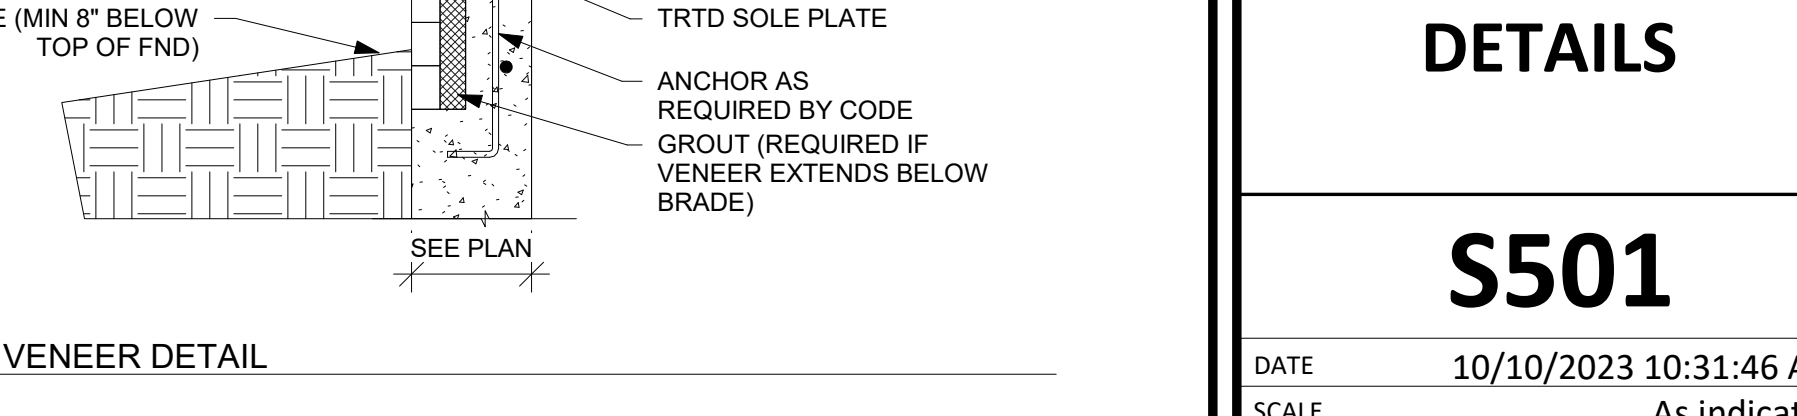 E (MIN 8" BELOW
TOP OF FND)
TRTD SOLE PLATE
ANCHOR AS
REQUIRED BY CODE
GROUT (REQUIRED IF
VENEER EXTENDS BELOW
BRADE)
SEE PLAN
VENEER DETAIL
DETAILS
S501
DATE 10/10/2023 10:31:46 A
SCALE As indicat